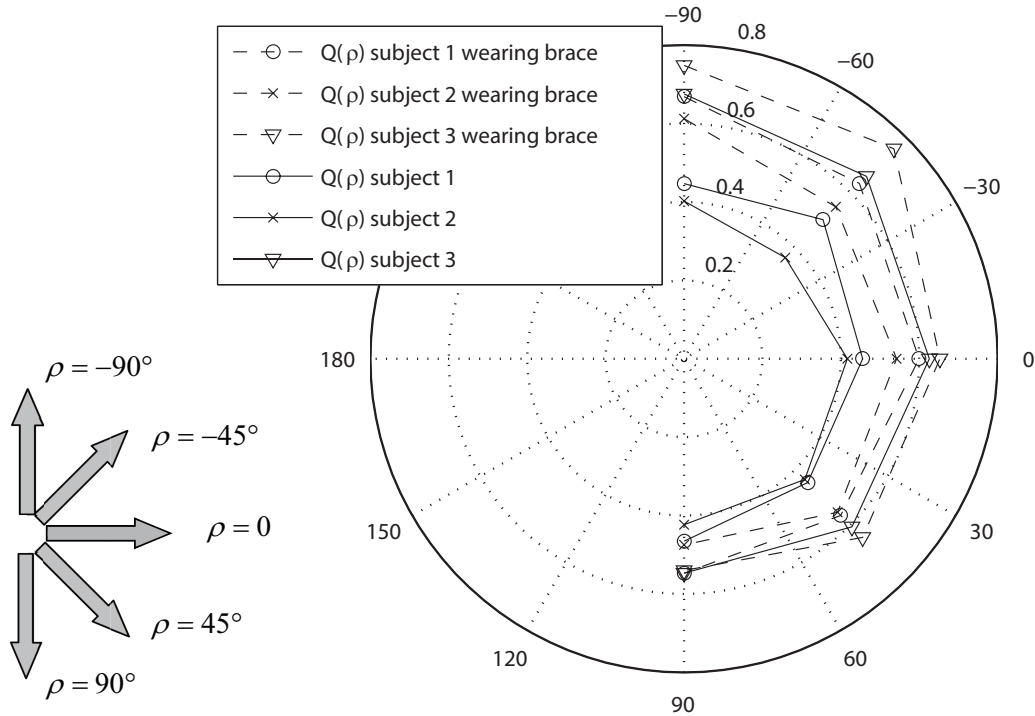 Q(ρ) subject 1 wearing brace
Q(ρ) subject 2 wearing brace
Q(ρ) subject 3 wearing brace
Q(ρ) subject 1
Q(ρ) subject 2
Q(ρ) subject 3
−90
0.8
−60
0.6
0.4
−30
0.2
180
0
150
30
120
60
90
ρ = −90°
ρ = −45°
ρ = 0
ρ = 45°
ρ = 90°